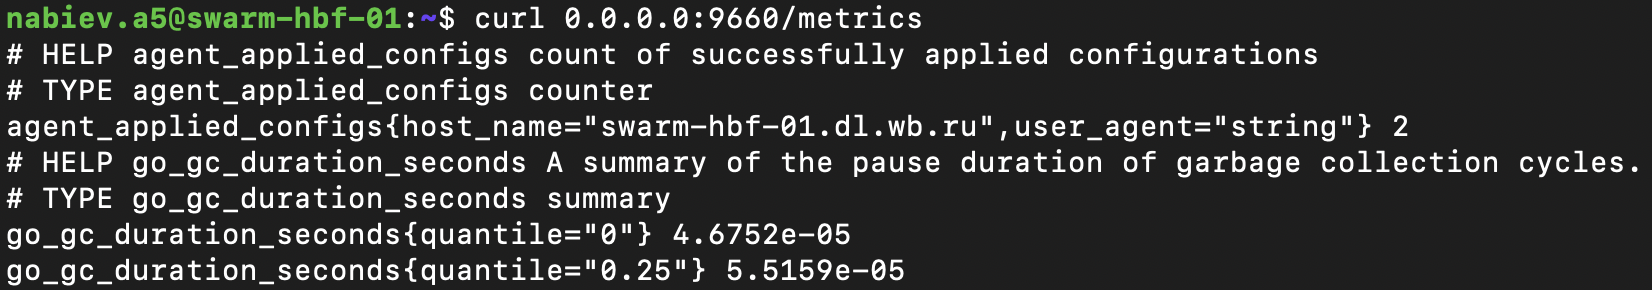 nabiev.a5@swarm-hbf-01:~$ curl 0.0.0.0:9660/metrics
# HELP agent_applied_configs count of successfully applied configurations
# TYPE agent_applied_configs counter
agent_applied_configs{host_name="swarm-hbf-01.dl.wb.ru",user_agent="string"} 2
# HELP go_gc_duration_seconds A summary of the pause duration of garbage collection cycles.
# TYPE go_gc_duration_seconds summary
go_gc_duration_seconds{quantile="0"} 4.6752e-05
go_gc_duration_seconds{quantile="0.25"} 5.5159e-05